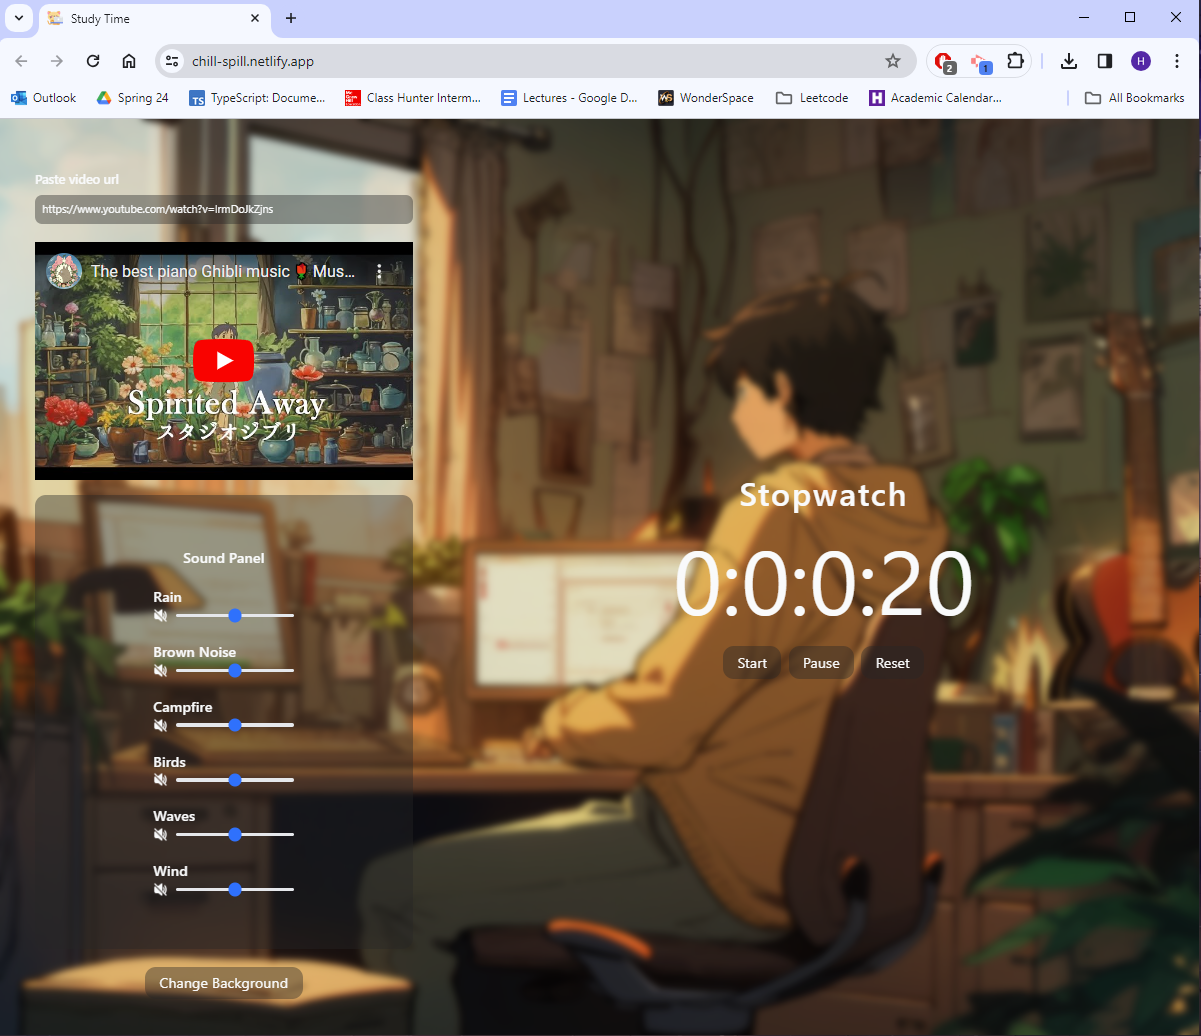 Study Time
chill-spill.netlify.app
2
1
H
Outlook
Spring 24
TypeScript: Docume...
Class Hunter Interm...
Lectures - Google D...
WonderSpace
Leetcode
Academic Calendar...
All Bookmarks
Paste video url
https://www.youtube.com/watch?v=IrmDoJkZjns
The best piano Ghibli music🌹Mus...
Spirited Away
スタジオジブリ
Sound Panel
Rain
Brown Noise
Campfire
Birds
Waves
Wind
Change Background
Stopwatch
0:0:0:20
Start
Pause
Reset